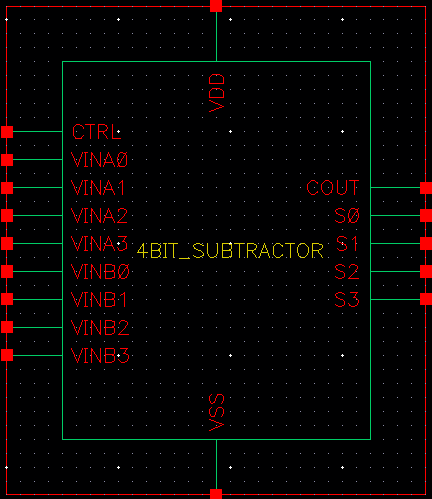 VDD
CTRL
VINA0
VINA1
COUT
VINA2
S0
VINA3
4BIT_SUBTRACTOR
S1
VINB0
S2
VINB1
S3
VINB2
VINB3
VSS